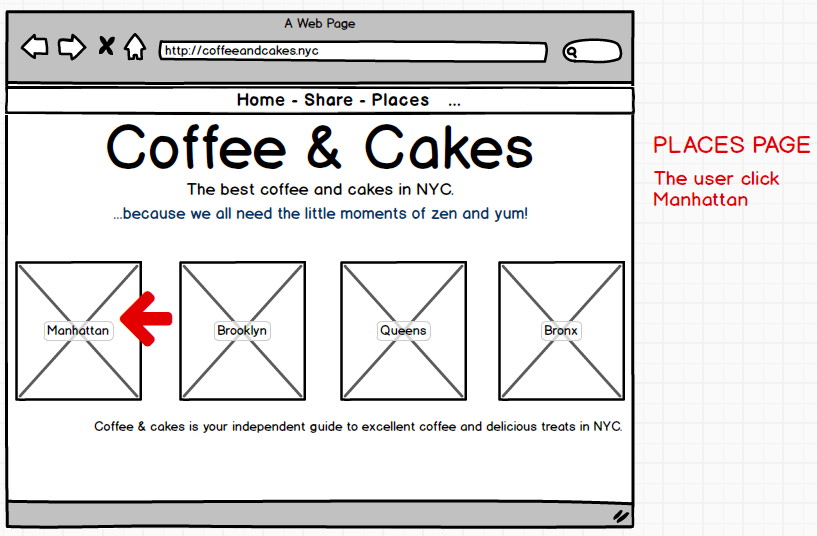 A Web Page
http://coffeeandcakes.nyc
Home - Share - Places ...
Coffee & Cakes
The best coffee and cakes in NYC.
...because we all need the little moments of zen and yum!
Manhattan
Brooklyn
Queens
Bronx
Coffee & cakes is your independent guide to excellent coffee and delicious treats in NYC.
PLACES PAGE
The user click
Manhattan